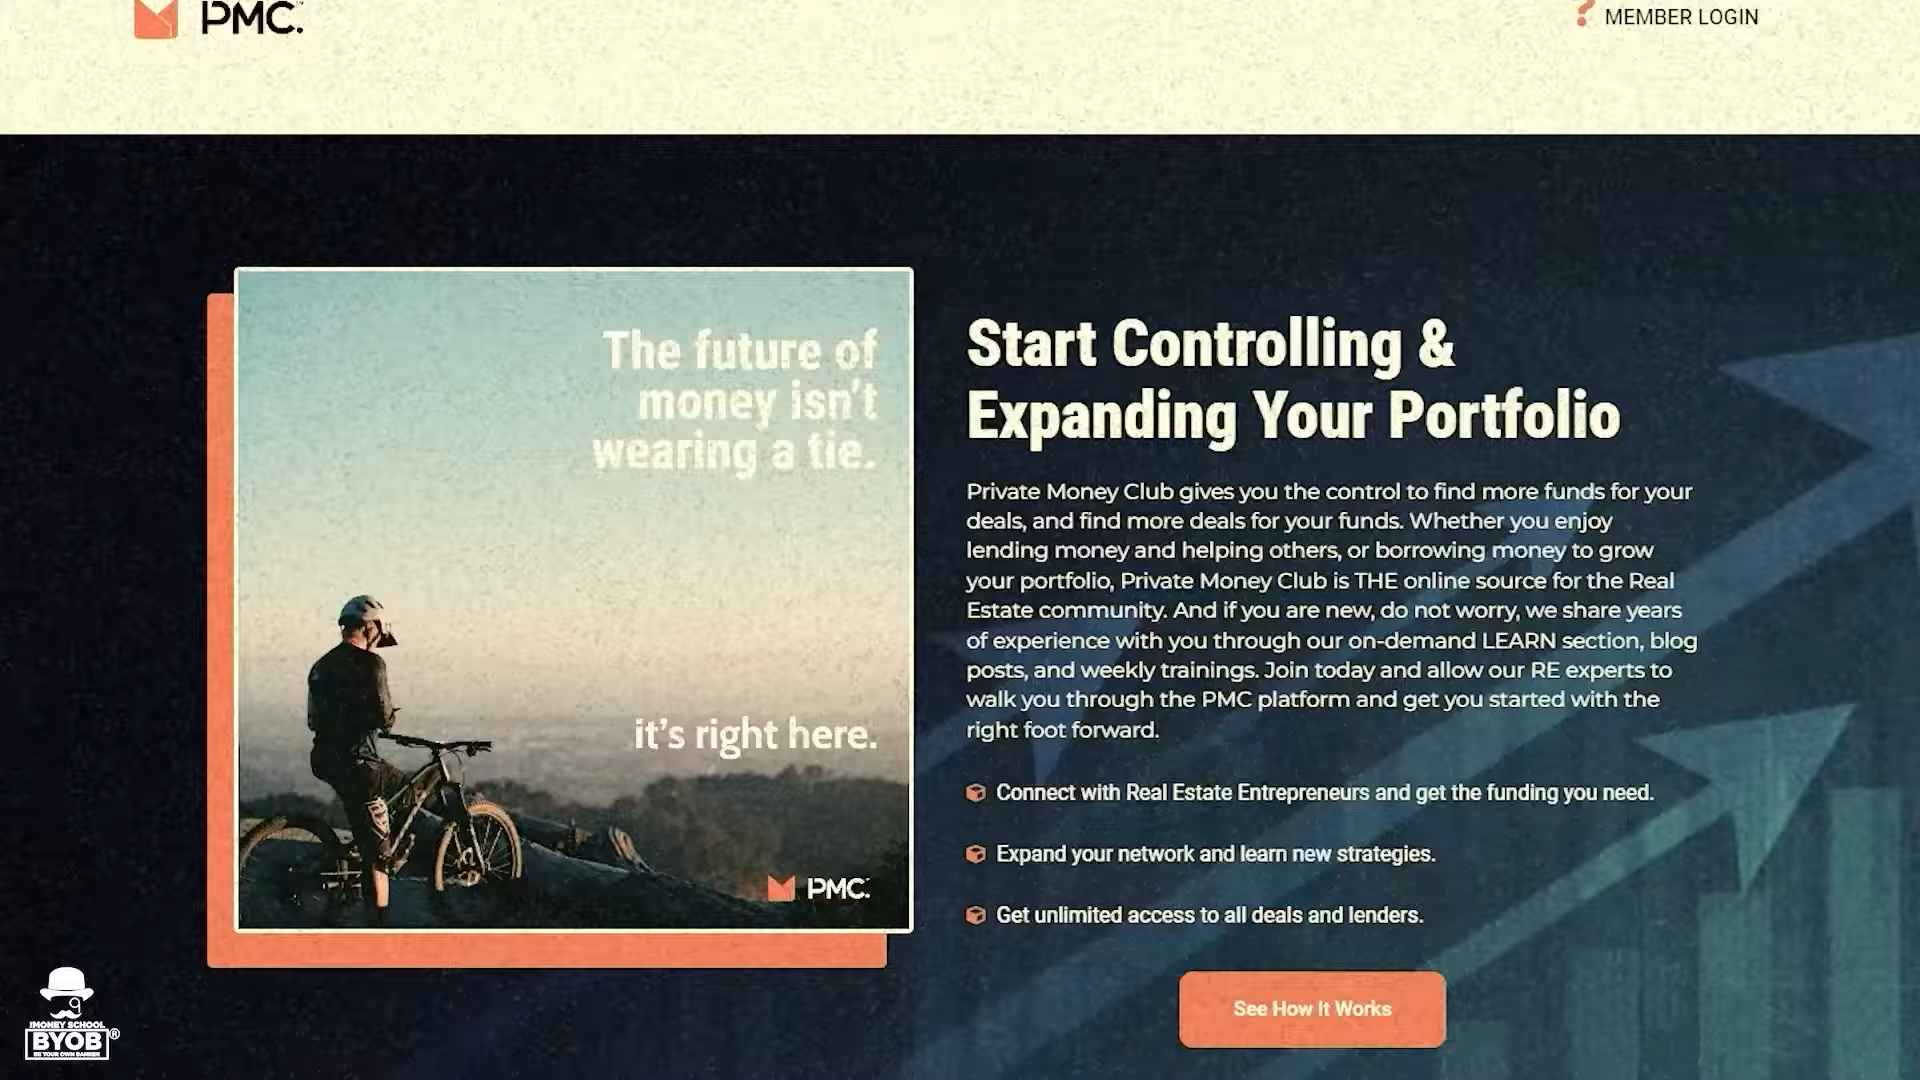 PMC.
MEMBER LOGIN
The future of
money isn't
wearing a tie.
it's right here.
PMC.
Start Controlling &
Expanding Your Portfolio
Private Money Club gives you the control to find more funds for your
deals, and find more deals for your funds. Whether you enjoy
lending money and helping others, or borrowing money to grow
your portfolio, Private Money Club is THE online source for the Real
Estate community. And if you are new, do not worry, we share years
of experience with you through our on-demand LEARN section, blog
posts, and weekly trainings. Join today and allow our RE experts to
walk you through the PMC platform and get you started with the
right foot forward.
Connect with Real Estate Entrepreneurs and get the funding you need.
Expand your network and learn new strategies.
Get unlimited access to all deals and lenders.
See How It Works
MONEY SCHOOL
BYOB®
BE YOUR OWN BANKER